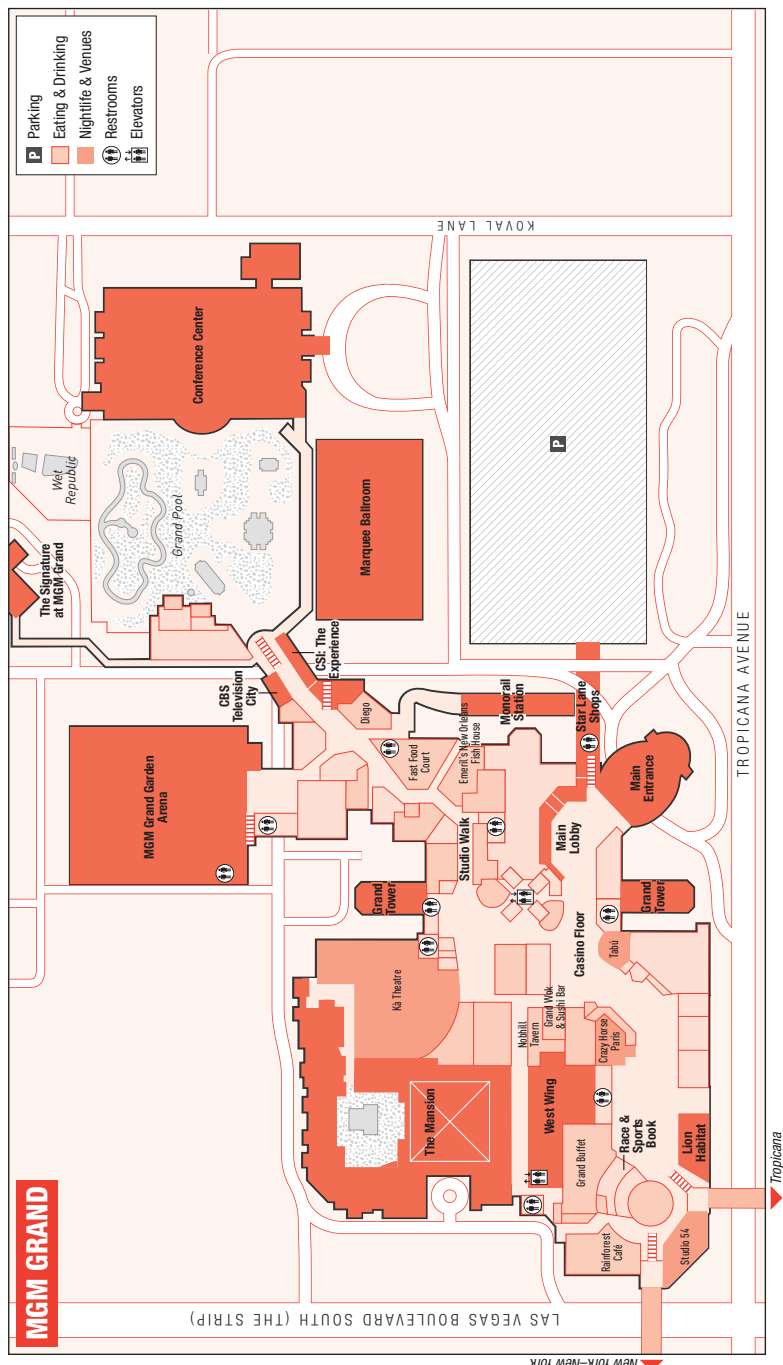 MGM GRAND
P Parking
Eating & Drinking
Nightlife & Venues
Restrooms
Elevators
KOVAL LANE
Conference Center
Wet
Republic
Grand Pool
The Signature
at MGM Grand
Marquee Ballroom
P
CSI: The
Experience
CBS
Television
City
Diego
Monorail
Station
Star Lane
Shops
Emeril's New Orleans
Fish House
Fast Food
Court
MGM Grand Garden
Arena
Main
Entrance
Main
Lobby
Studio Walk
Grand
Tower
Grand
Tower
Casino Floor
Tabú
Kà Theatre
Nobhill
Tavern
Grand Wok
& Sushi Bar
Crazy Horse
Paris
The Mansion
West Wing
Race &
Sports
Book
Lion
Habitat
Grand Buffet
Rainforest
Café
Studio 54
TROPICANA AVENUE
LAS VEGAS BOULEVARD SOUTH (THE STRIP)
Tropicana
New York–New York